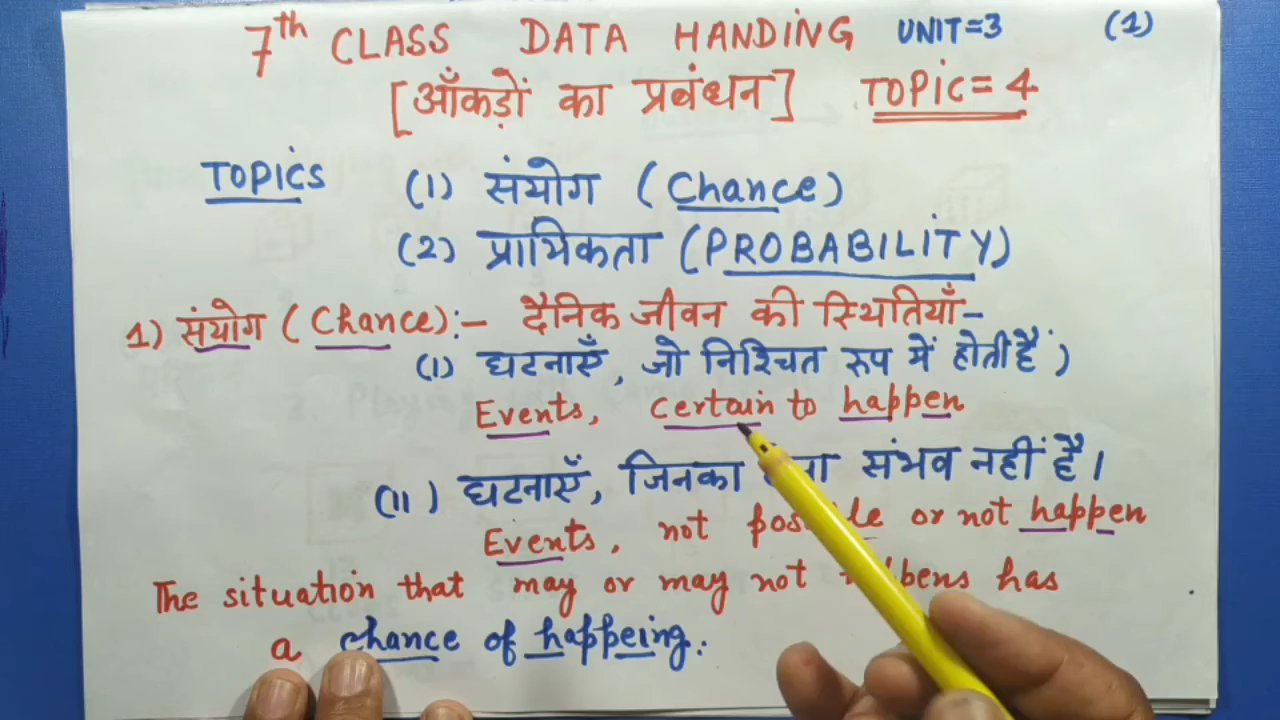 7th CLASS DATA HANDING UNIT=3 (1)
[आँकड़ों का प्रबंधन] TOPIC=4
TOPICS (1) संयोग (Chance)
(2) प्रायिकता (PROBABILITY)
1) संयोग (Chance):- दैनिक जीवन की स्थितियाँ-
(1) घटनाएँ, जो निश्चित रूप में होती हैं)
Events, certain to happen
(11) घटनाएँ, जिनका संभव नहीं है।
Events, not or not happen
The situation that may or may not has
a chance of happeing.